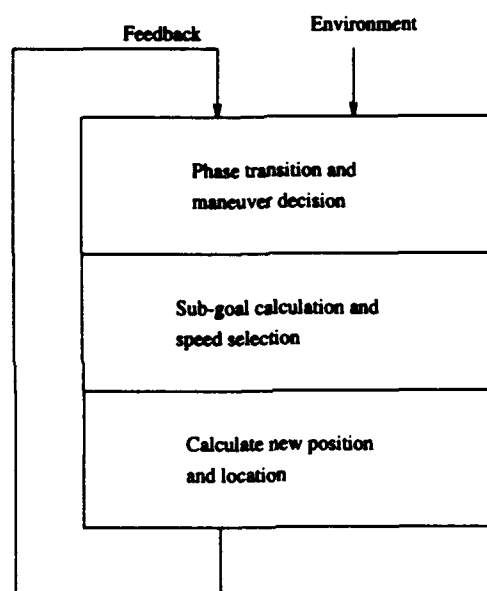 Environment
Feedback
Phase transition and
maneuver decision
Sub-goal calculation and
speed selection
Calculate new position
and location